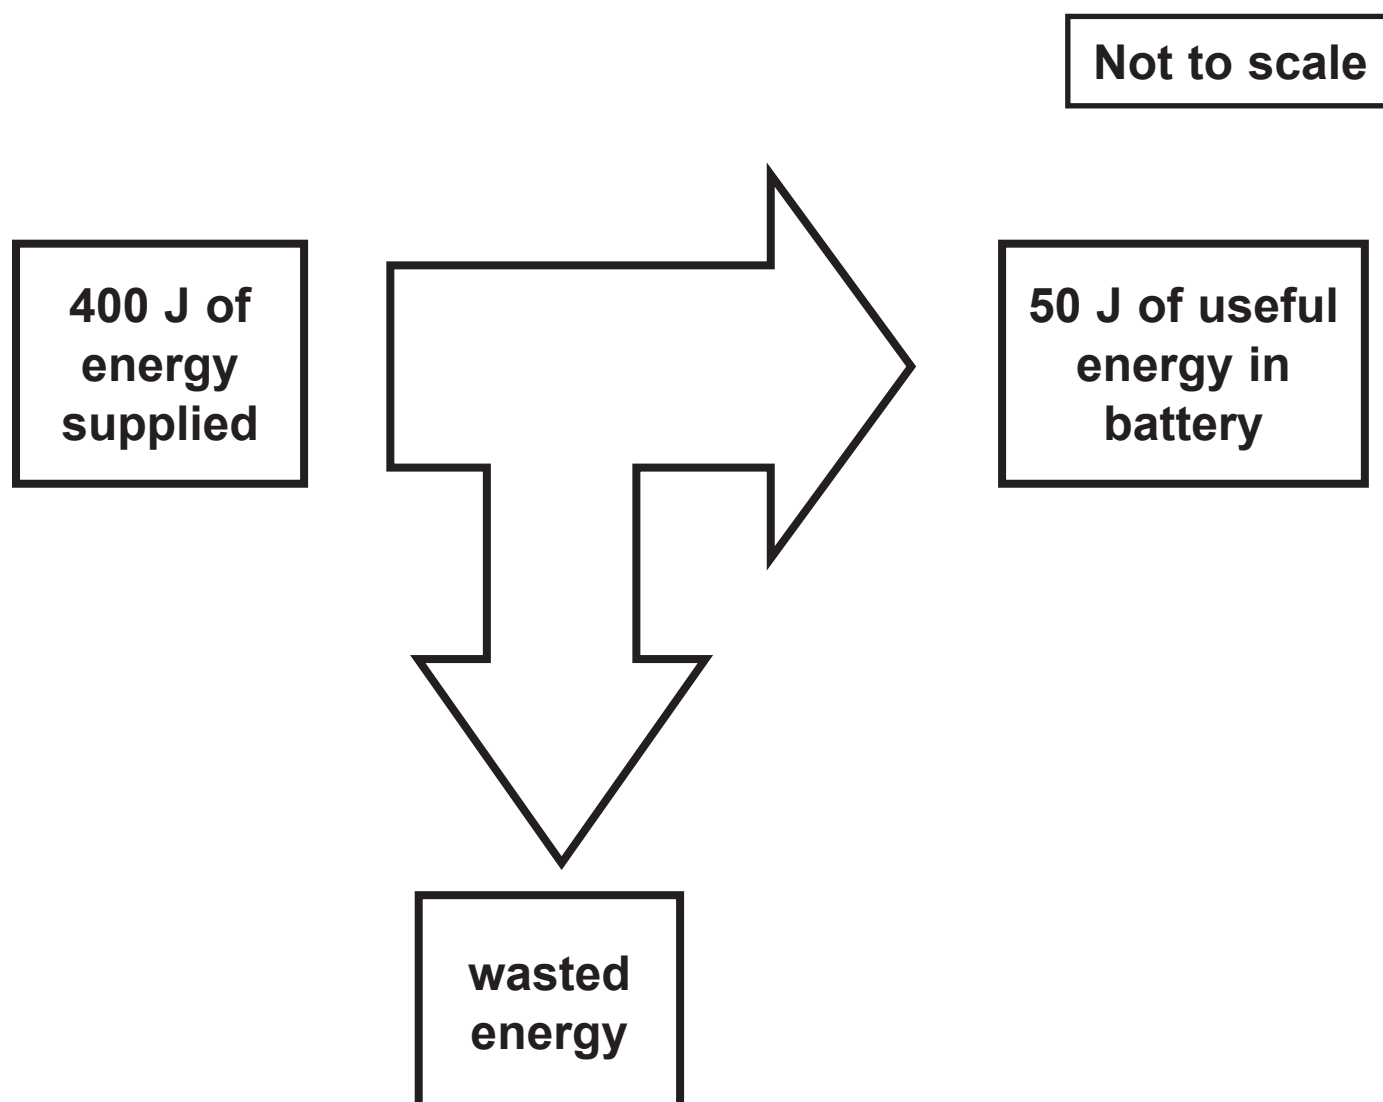 Not to scale
400 J of
energy
supplied
50 J of useful
energy in
battery
wasted
energy